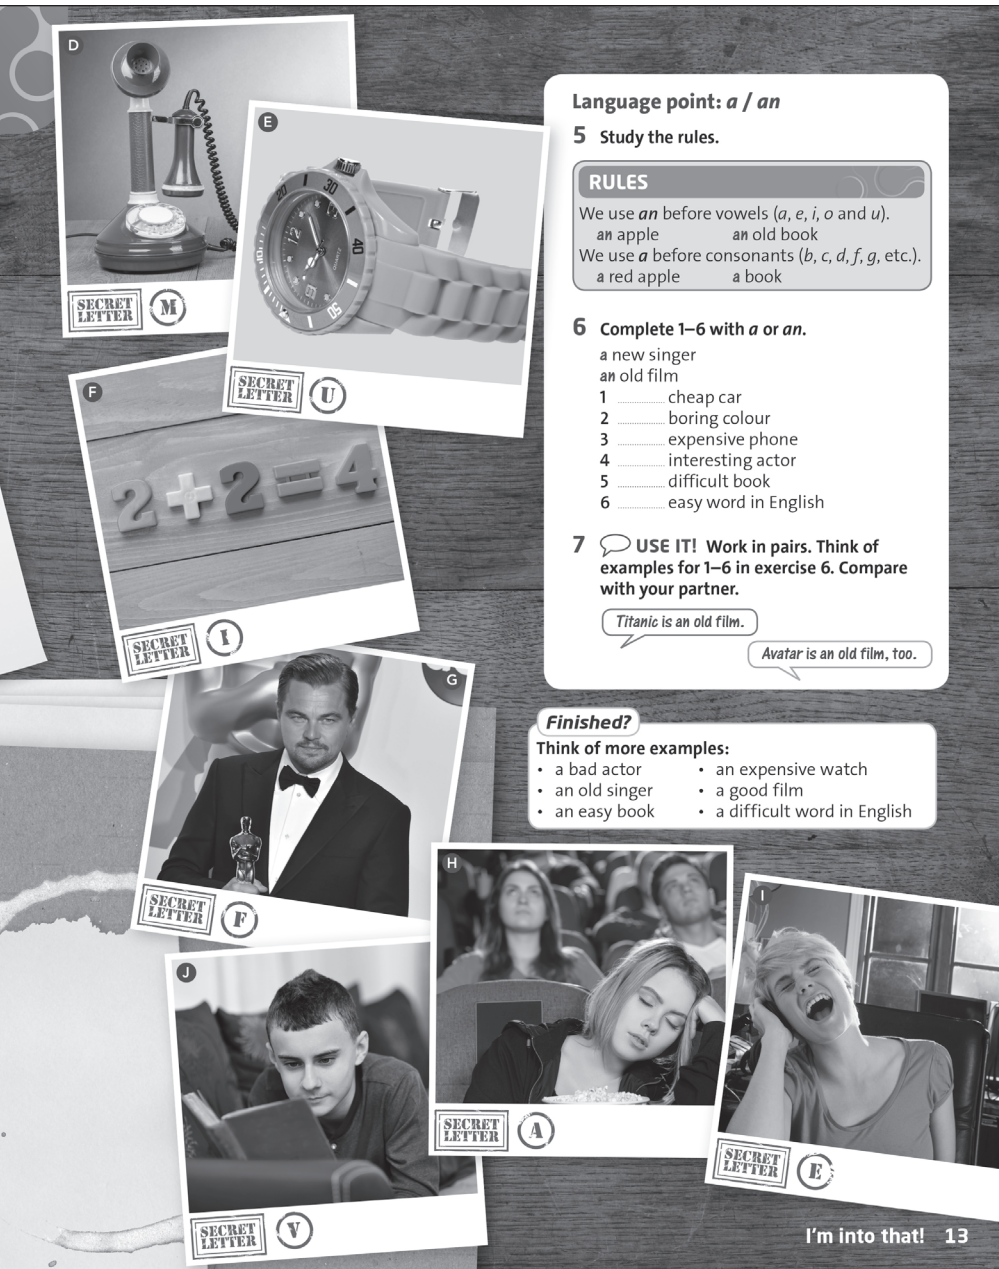 D
SECRET
LETTER
M
E
20
30
40
50
12
SECRET
LETTER
U
F
2+2=4
SECRET
LETTER
I
G
SECRET
LETTER
F
H
SECRET
LETTER
A
I
SECRET
LETTER
E
J
SECRET
LETTER
V
Language point: a / an
5 Study the rules.
RULES
We use an before vowels (a, e, i, o and u).
an apple an old book
We use a before consonants (b, c, d, f, g, etc.).
a red apple a book
6 Complete 1–6 with a or an.
a new singer
an old film
1 ............ cheap car
2 ............ boring colour
3 ............ expensive phone
4 ............ interesting actor
5 ............ difficult book
6 ............ easy word in English
7 USE IT! Work in pairs. Think of
examples for 1–6 in exercise 6. Compare
with your partner.
Titanic is an old film.
Avatar is an old film, too.
Finished?
Think of more examples:
• a bad actor • an expensive watch
• an old singer • a good film
• an easy book • a difficult word in English
I'm into that! 13